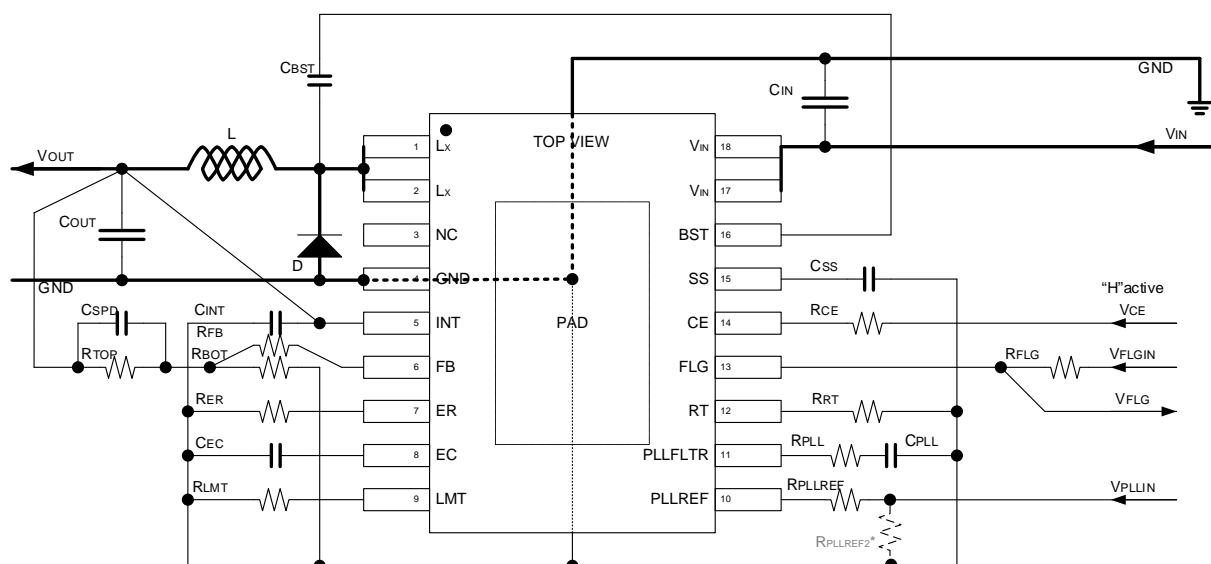 CBST
GND
CIN
L
TOP VIEW
VOUT
VIN
1 LX
VIN 18
2 LX
VIN 17
COUT
3 NC
BST 16
D
4 GND
SS 15
CSS
GND
"H"active
CSPD
CINT
5 INT
PAD
CE 14
RCE
VCE
RFB
RTOP
RBOT
6 FB
FLG 13
RFLG
VFLGIN
RER
7 ER
RT 12
RRT
VFLG
CEC
8 EC
PLLFLTR 11
RPLL
CPLL
RLMT
9 LMT
PLLREF 10
RPLLREF
VPLLIN
RPLLREF2*